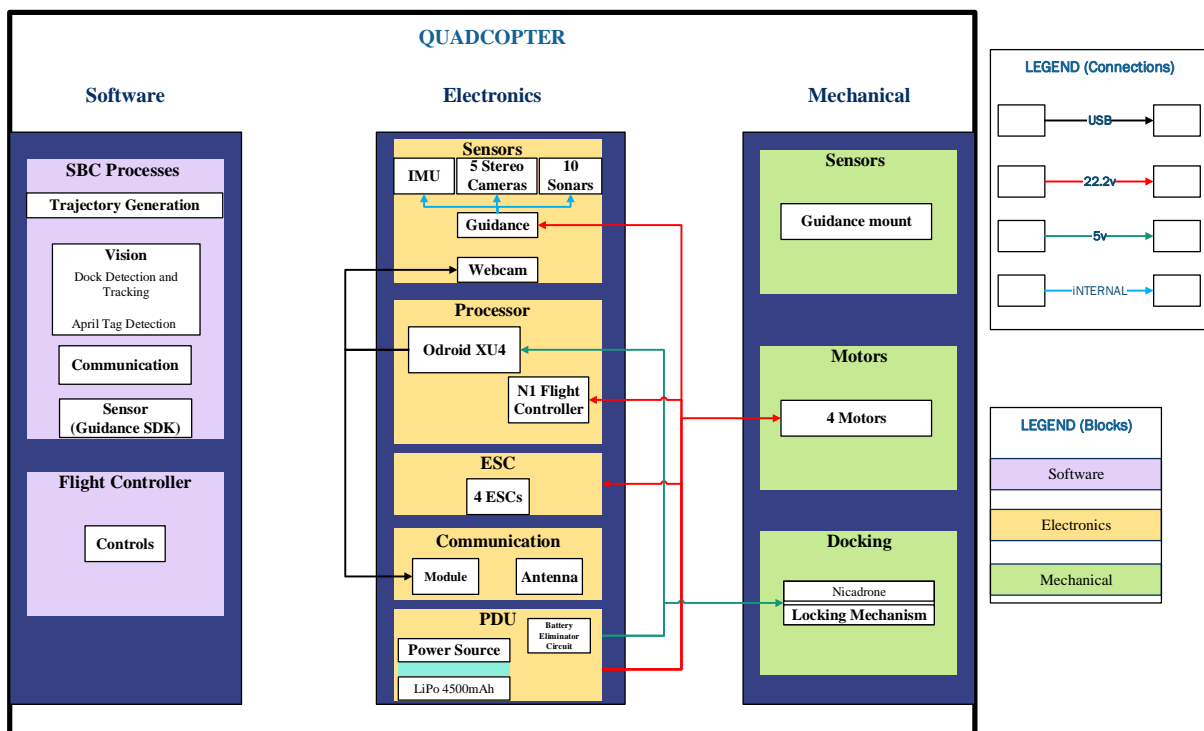 QUADCOPTER
Software
SBC Processes
Trajectory Generation
Vision
Dock Detection and
Tracking
April Tag Detection
Communication
Sensor
(Guidance SDK)
Flight Controller
Controls
Electronics
Sensors
IMU
5 Stereo
Cameras
10
Sonars
Guidance
Webcam
Processor
Odroid XU4
N1 Flight
Controller
ESC
4 ESCs
Communication
Module
Antenna
PDU
Battery
Eliminator
Circuit
Power Source
LiPo 4500mAh
Mechanical
Sensors
Guidance mount
Motors
4 Motors
Docking
Nicadrone
Locking Mechanism
LEGEND (Connections)
USB
22.2v
5v
iNTERNAL
LEGEND (Blocks)
Software
Electronics
Mechanical